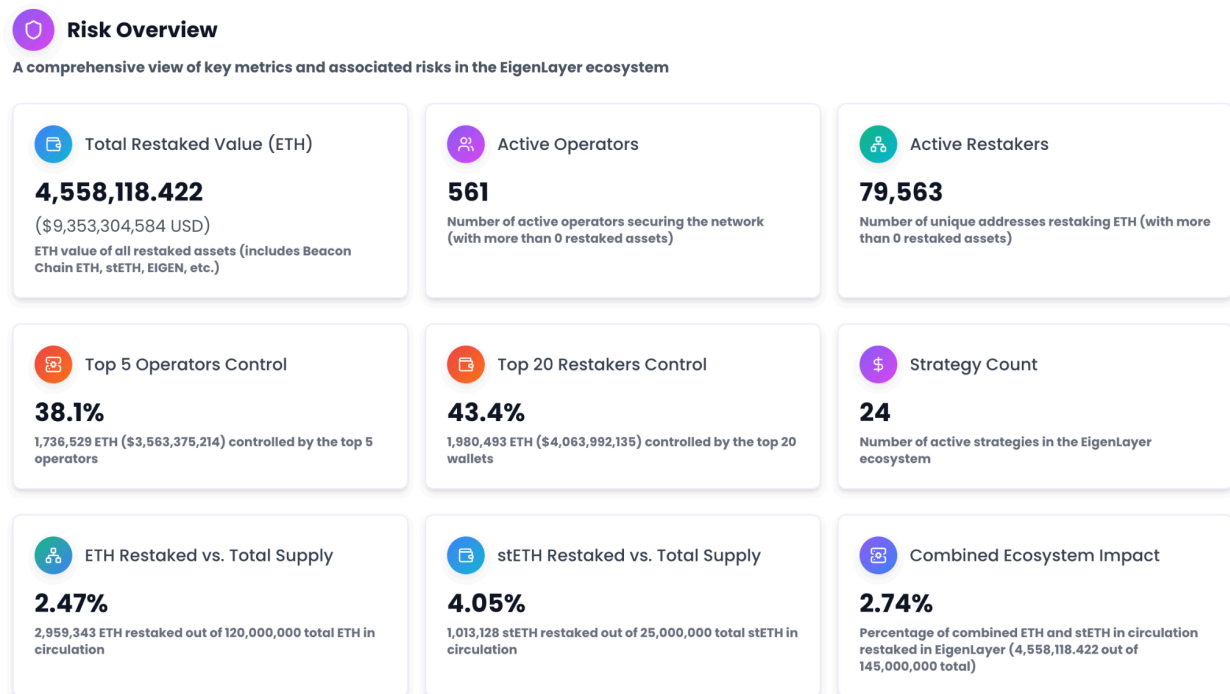 Risk Overview
A comprehensive view of key metrics and associated risks in the EigenLayer ecosystem
Total Restaked Value (ETH)
4,558,118.422
($9,353,304,584 USD)
ETH value of all restaked assets (includes Beacon
Chain ETH, stETH, EIGEN, etc.)
Active Operators
561
Number of active operators securing the network
(with more than 0 restaked assets)
Active Restakers
79,563
Number of unique addresses restaking ETH (with more
than 0 restaked assets)
Top 5 Operators Control
38.1%
1,736,529 ETH ($3,563,375,214) controlled by the top 5
operators
Top 20 Restakers Control
43.4%
1,980,493 ETH ($4,063,992,135) controlled by the top 20
wallets
Strategy Count
24
Number of active strategies in the EigenLayer
ecosystem
ETH Restaked vs. Total Supply
2.47%
2,959,343 ETH restaked out of 120,000,000 total ETH in
circulation
stETH Restaked vs. Total Supply
4.05%
1,013,128 stETH restaked out of 25,000,000 total stETH in
circulation
Combined Ecosystem Impact
2.74%
Percentage of combined ETH and stETH in circulation
restaked in EigenLayer (4,558,118.422 out of
145,000,000 total)